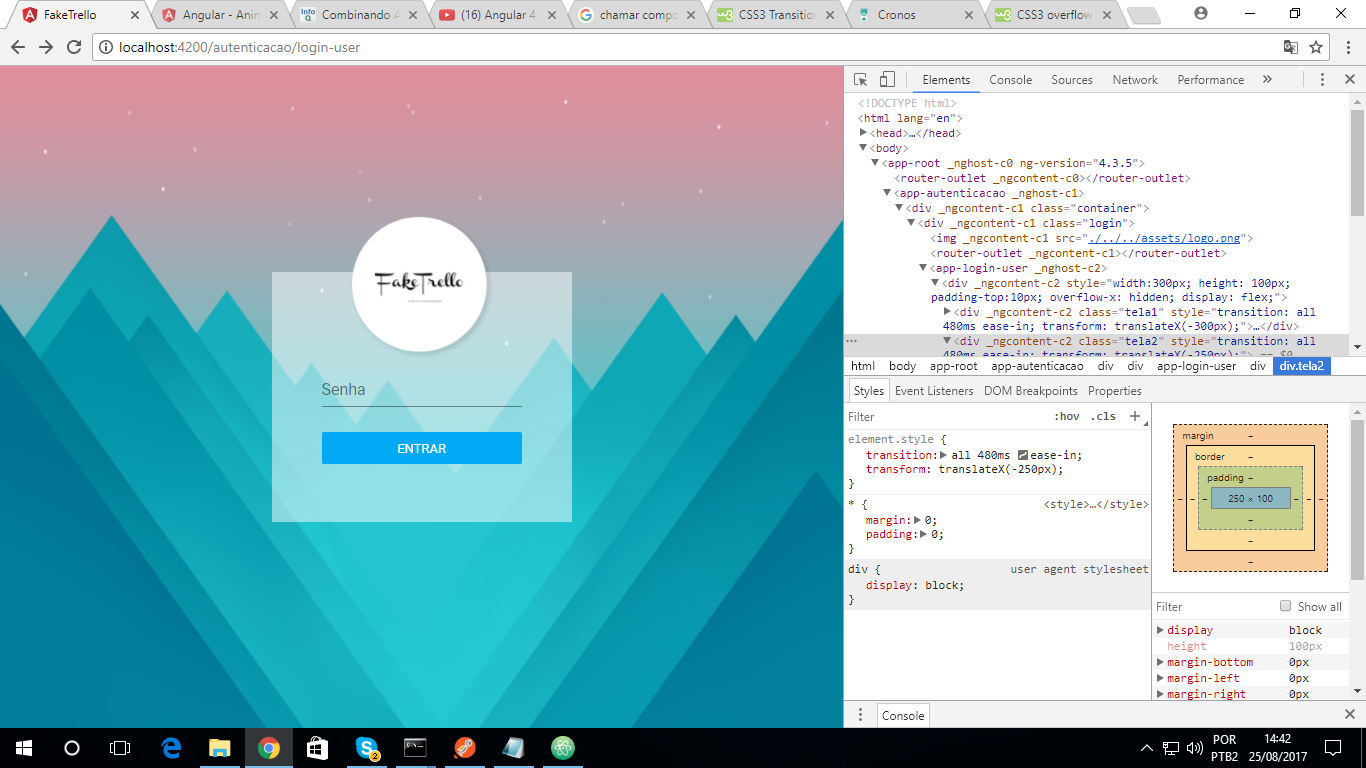 FakeTrello
Angular - Anim
Combinando A
(16) Angular 4
chamar compo
CSS3 Transition
Cronos
CSS3 overflow
localhost:4200/autenticacao/login-user
FakeTrello
Senha
ENTRAR
Elements Console Sources Network Performance »
<!DOCTYPE html>
<html lang="en">
<head>…</head>
<body>
<app-root _nghost-c0 ng-version="4.3.5">
<router-outlet _ngcontent-c0></router-outlet>
<app-autenticacao _nghost-c1>
<div _ngcontent-c1 class="container">
<div _ngcontent-c1 class="login">
<img _ngcontent-c1 src="./../../assets/logo.png">
<router-outlet _ngcontent-c1></router-outlet>
<app-login-user _nghost-c2>
<div _ngcontent-c2 style="width:300px; height: 100px;
padding-top:10px; overflow-x: hidden; display: flex;">
<div _ngcontent-c2 class="tela1" style="transition: all
480ms ease-in; transform: translateX(-300px);">…</div>
<div _ngcontent-c2 class="tela2" style="transition: all
480ms ease-in; transform: translateX(-250px);"> == $0
html body app-root app-autenticacao div div app-login-user div div.tela2
Styles Event Listeners DOM Breakpoints Properties
Filter :hov .cls +
element.style {
transition: all 480ms ease-in;
transform: translateX(-250px);
}
* { <style>…</style>
margin: 0;
padding: 0;
}
div { user agent stylesheet
display: block;
}
margin –
border –
padding –
– – – 250 × 100 – – –
–
–
–
Filter Show all
display block
height 100px
margin-bottom 0px
margin-left 0px
margin-right 0px
Console
2
POR
PTB2
14:42
25/08/2017